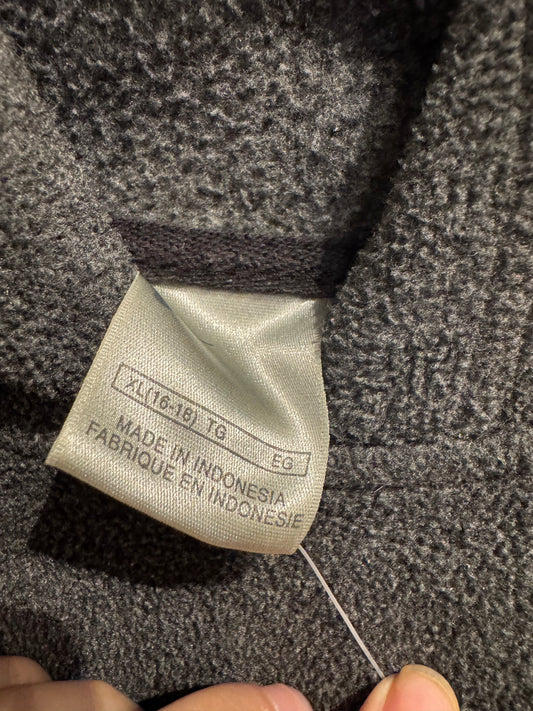 XL(16-18) TG EG
MADE IN INDONESIA
FABRIQUE EN INDONESIE